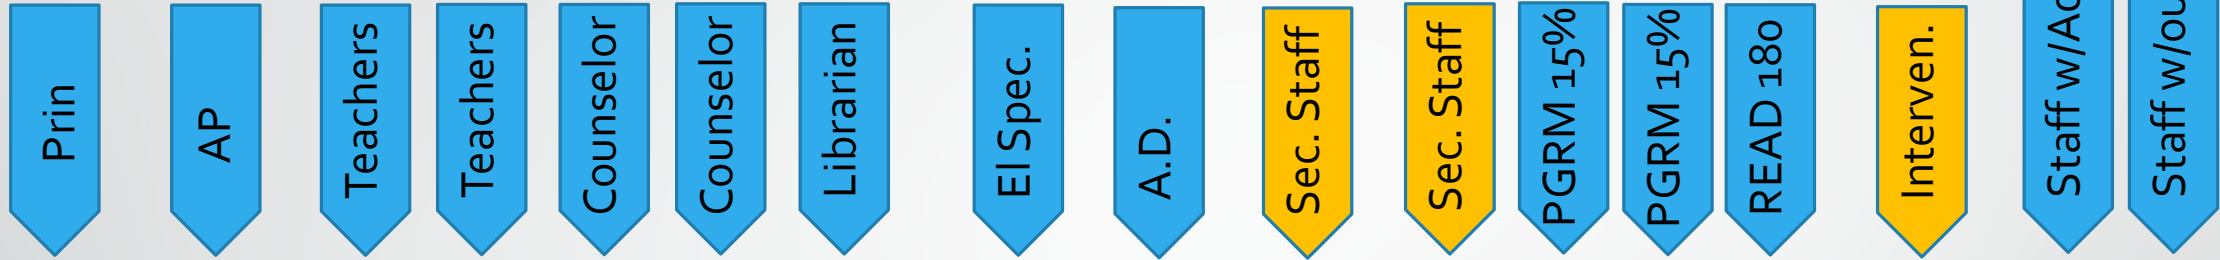 Prin
AP
Teachers
Teachers
Counselor
Counselor
Librarian
El Spec.
A.D.
Sec. Staff
Sec. Staff
PGRM 15%
PGRM 15%
READ 180
Interven.
Staff
Staff